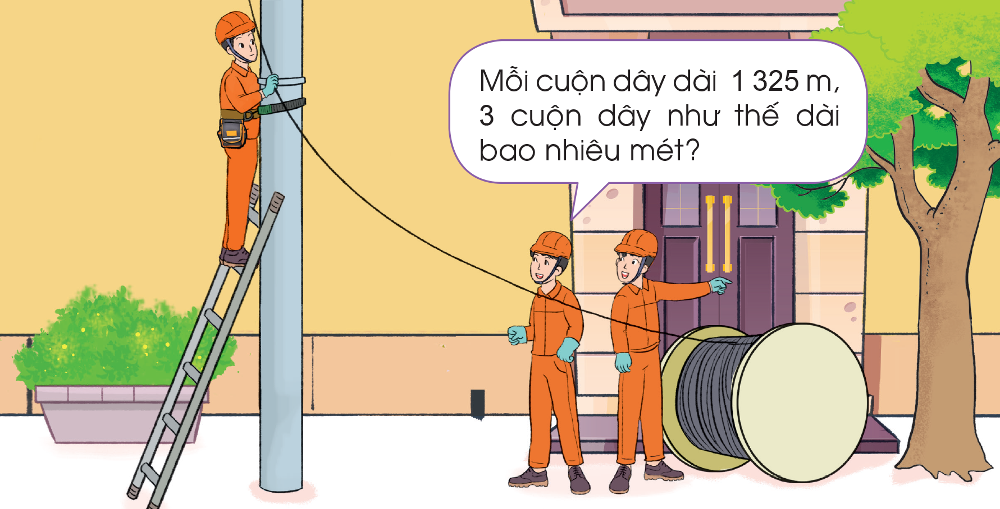 Mỗi cuộn dây dài 1 325 m,
3 cuộn dây như thế dài
bao nhiêu mét?